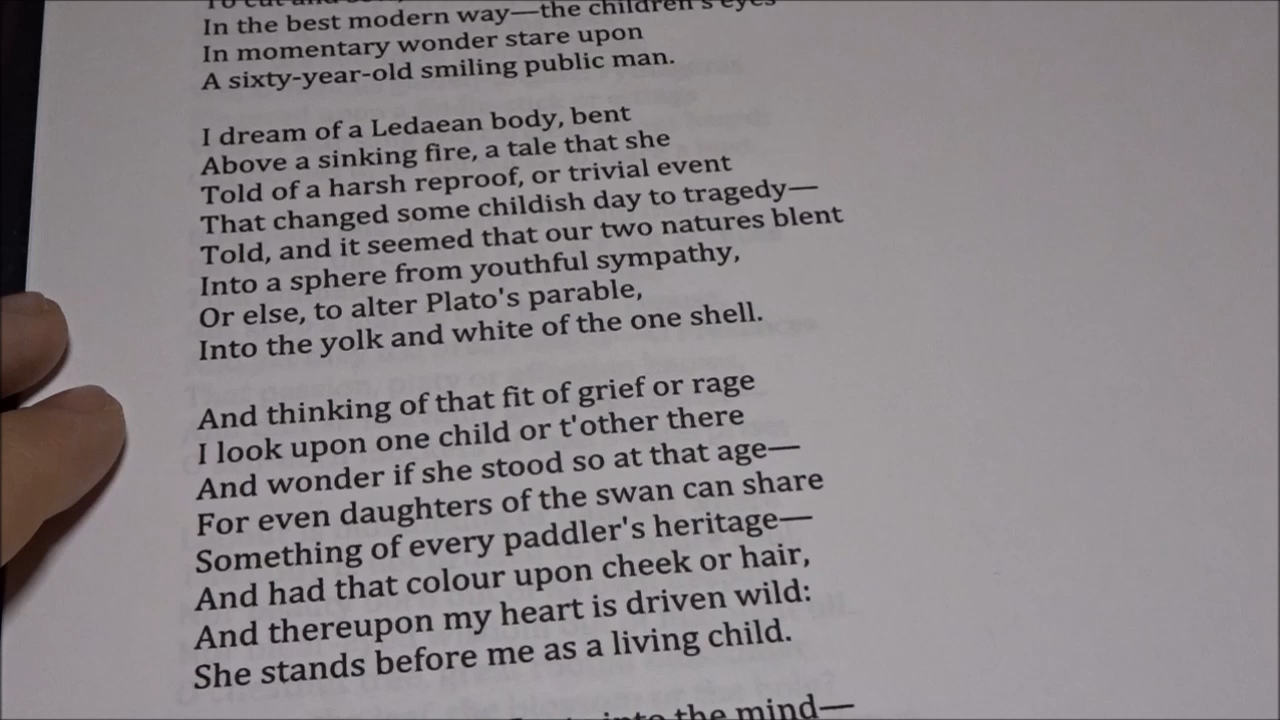 In the best modern way—the children's eyes
In momentary wonder stare upon
A sixty-year-old smiling public man.
I dream of a Ledaean body, bent
Above a sinking fire, a tale that she
Told of a harsh reproof, or trivial event
That changed some childish day to tragedy—
Told, and it seemed that our two natures blent
Into a sphere from youthful sympathy,
Or else, to alter Plato's parable,
Into the yolk and white of the one shell.
And thinking of that fit of grief or rage
I look upon one child or t'other there
And wonder if she stood so at that age—
For even daughters of the swan can share
Something of every paddler's heritage—
And had that colour upon cheek or hair,
And thereupon my heart is driven wild:
She stands before me as a living child.
into the mind—